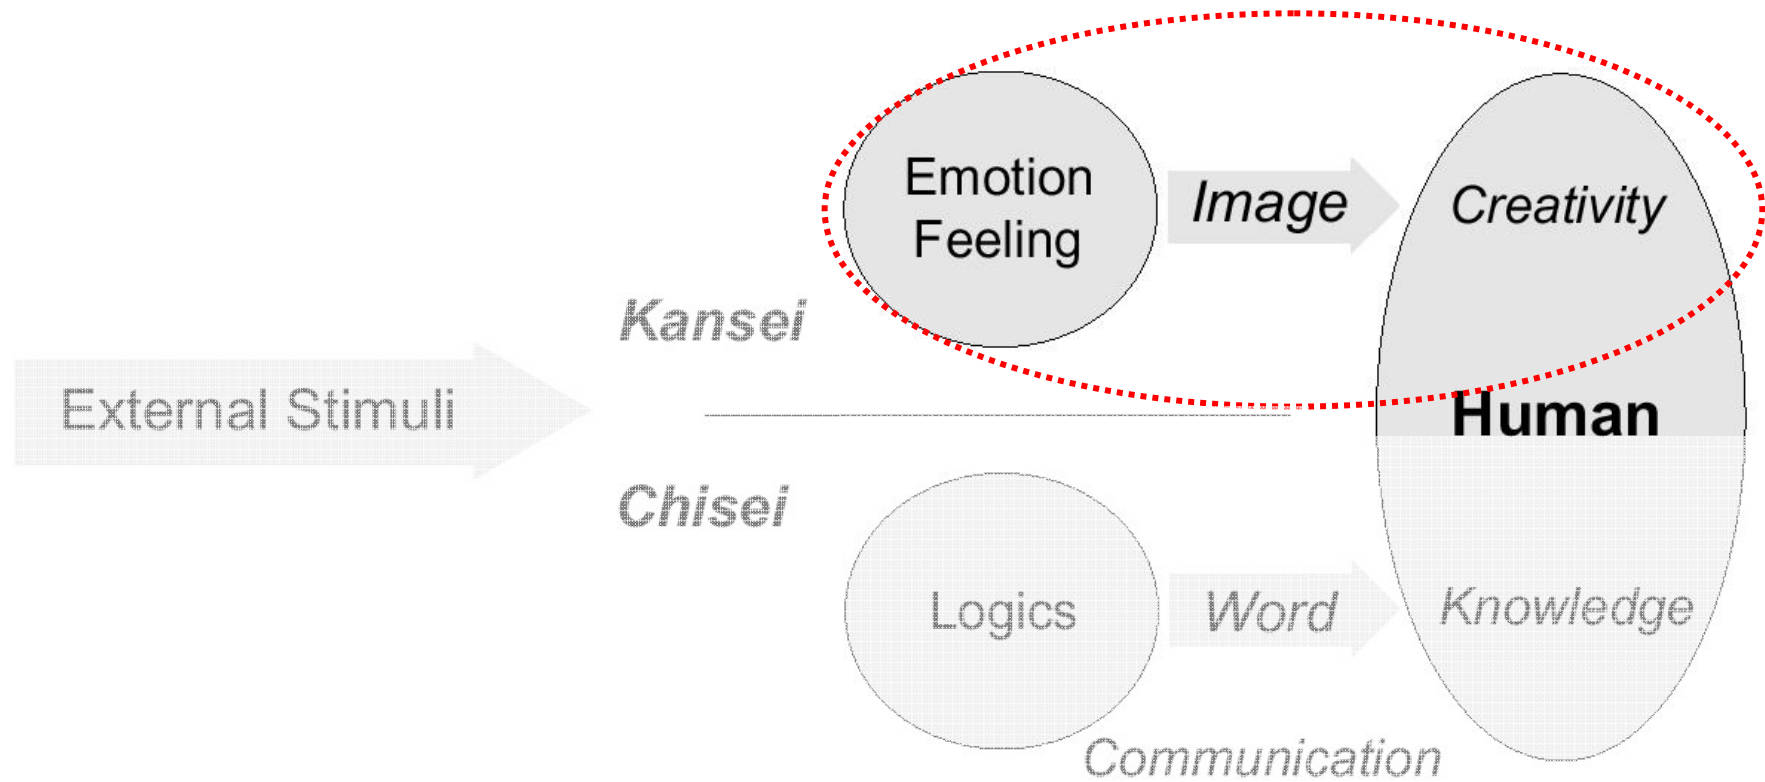 Emotion
Feeling
Image
Creativity
Kansei
External Stimuli
Human
Chisei
Logics
Word
Knowledge
Communication